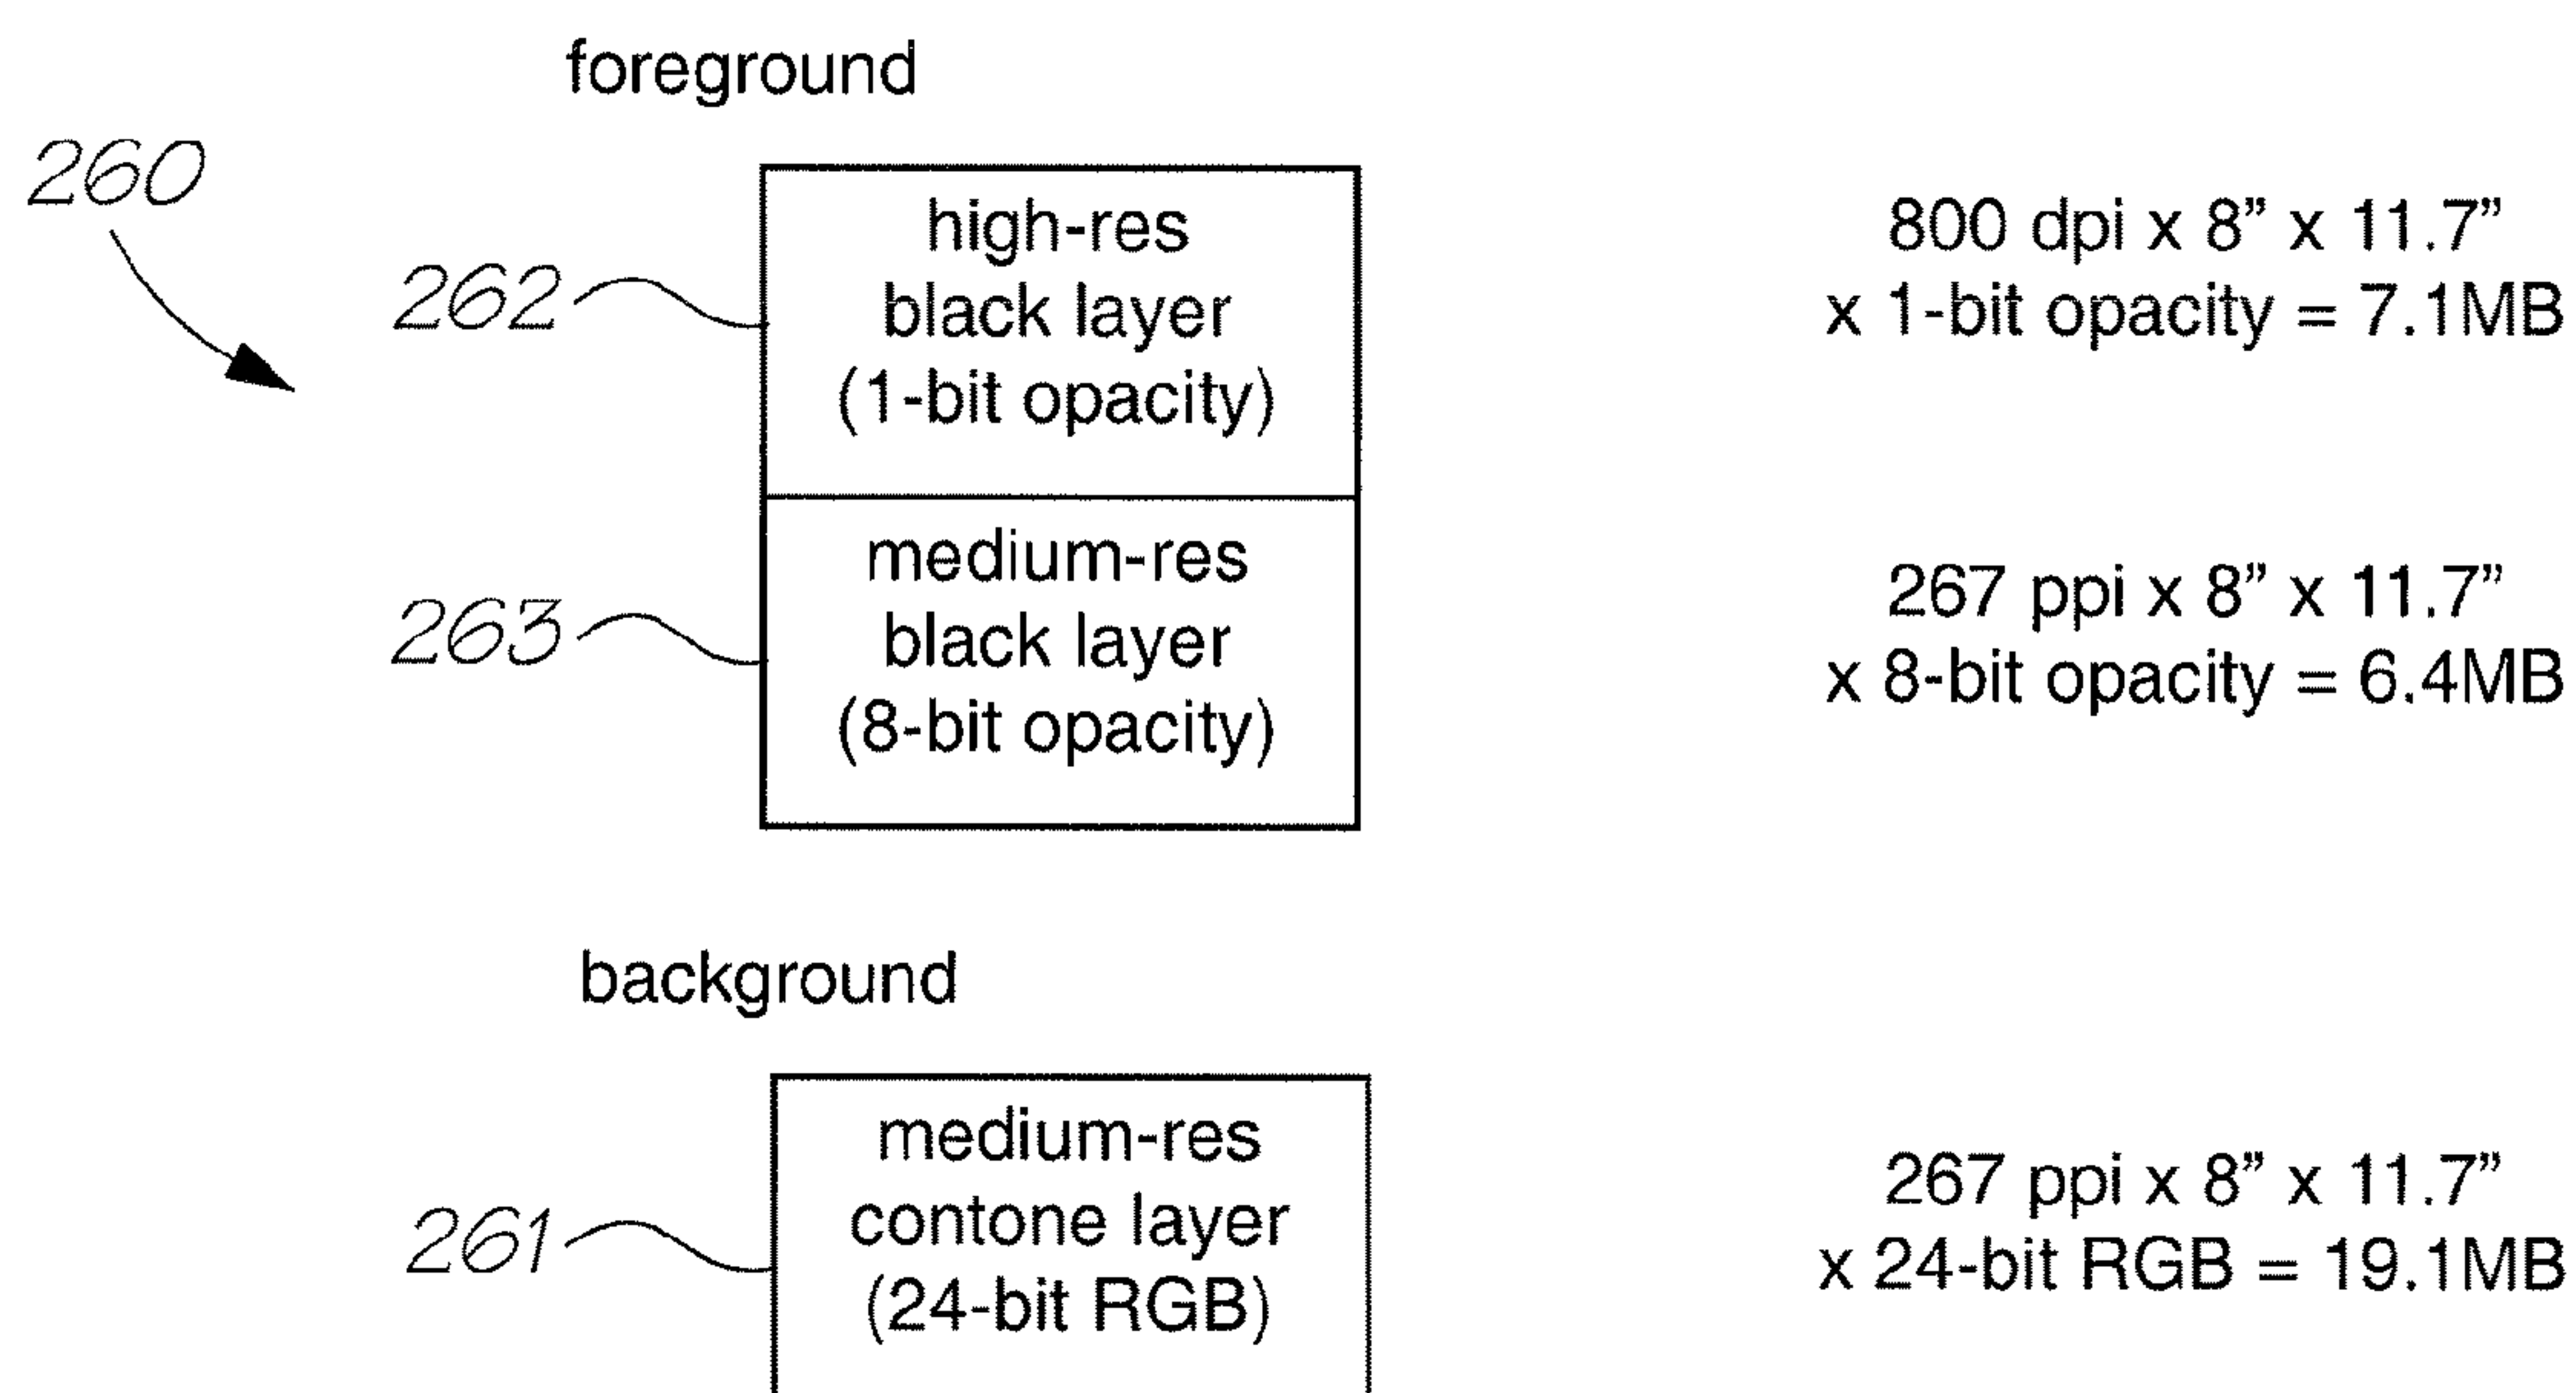 foreground
260
262
high-res
black layer
(1-bit opacity)
800 dpi x 8” x 11.7”
x 1-bit opacity = 7.1MB
263
medium-res
black layer
(8-bit opacity)
267 ppi x 8” x 11.7”
x 8-bit opacity = 6.4MB
background
261
medium-res
contone layer
(24-bit RGB)
267 ppi x 8” x 11.7”
x 24-bit RGB = 19.1MB